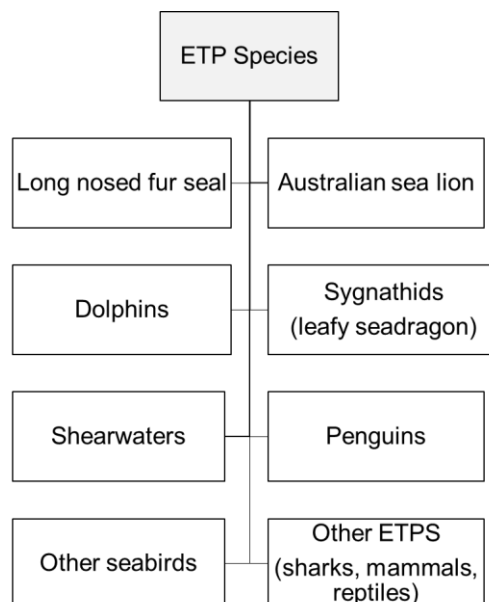 ETP Species
Long nosed fur seal
Australian sea lion
Dolphins
Sygnathids
(leafy seadragon)
Shearwaters
Penguins
Other seabirds
Other ETPS
(sharks, mammals,
reptiles)